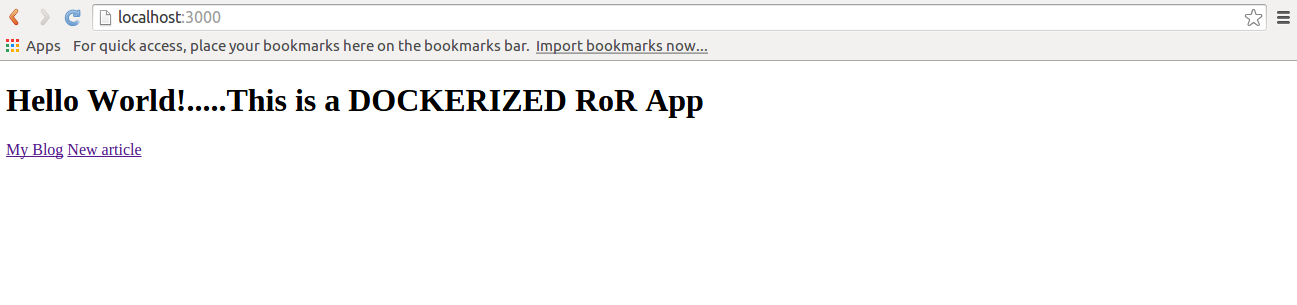 localhost:3000
Apps For quick access, place your bookmarks here on the bookmarks bar. Import bookmarks now...
Hello World!.....This is a DOCKERIZED RoR App
My Blog New article